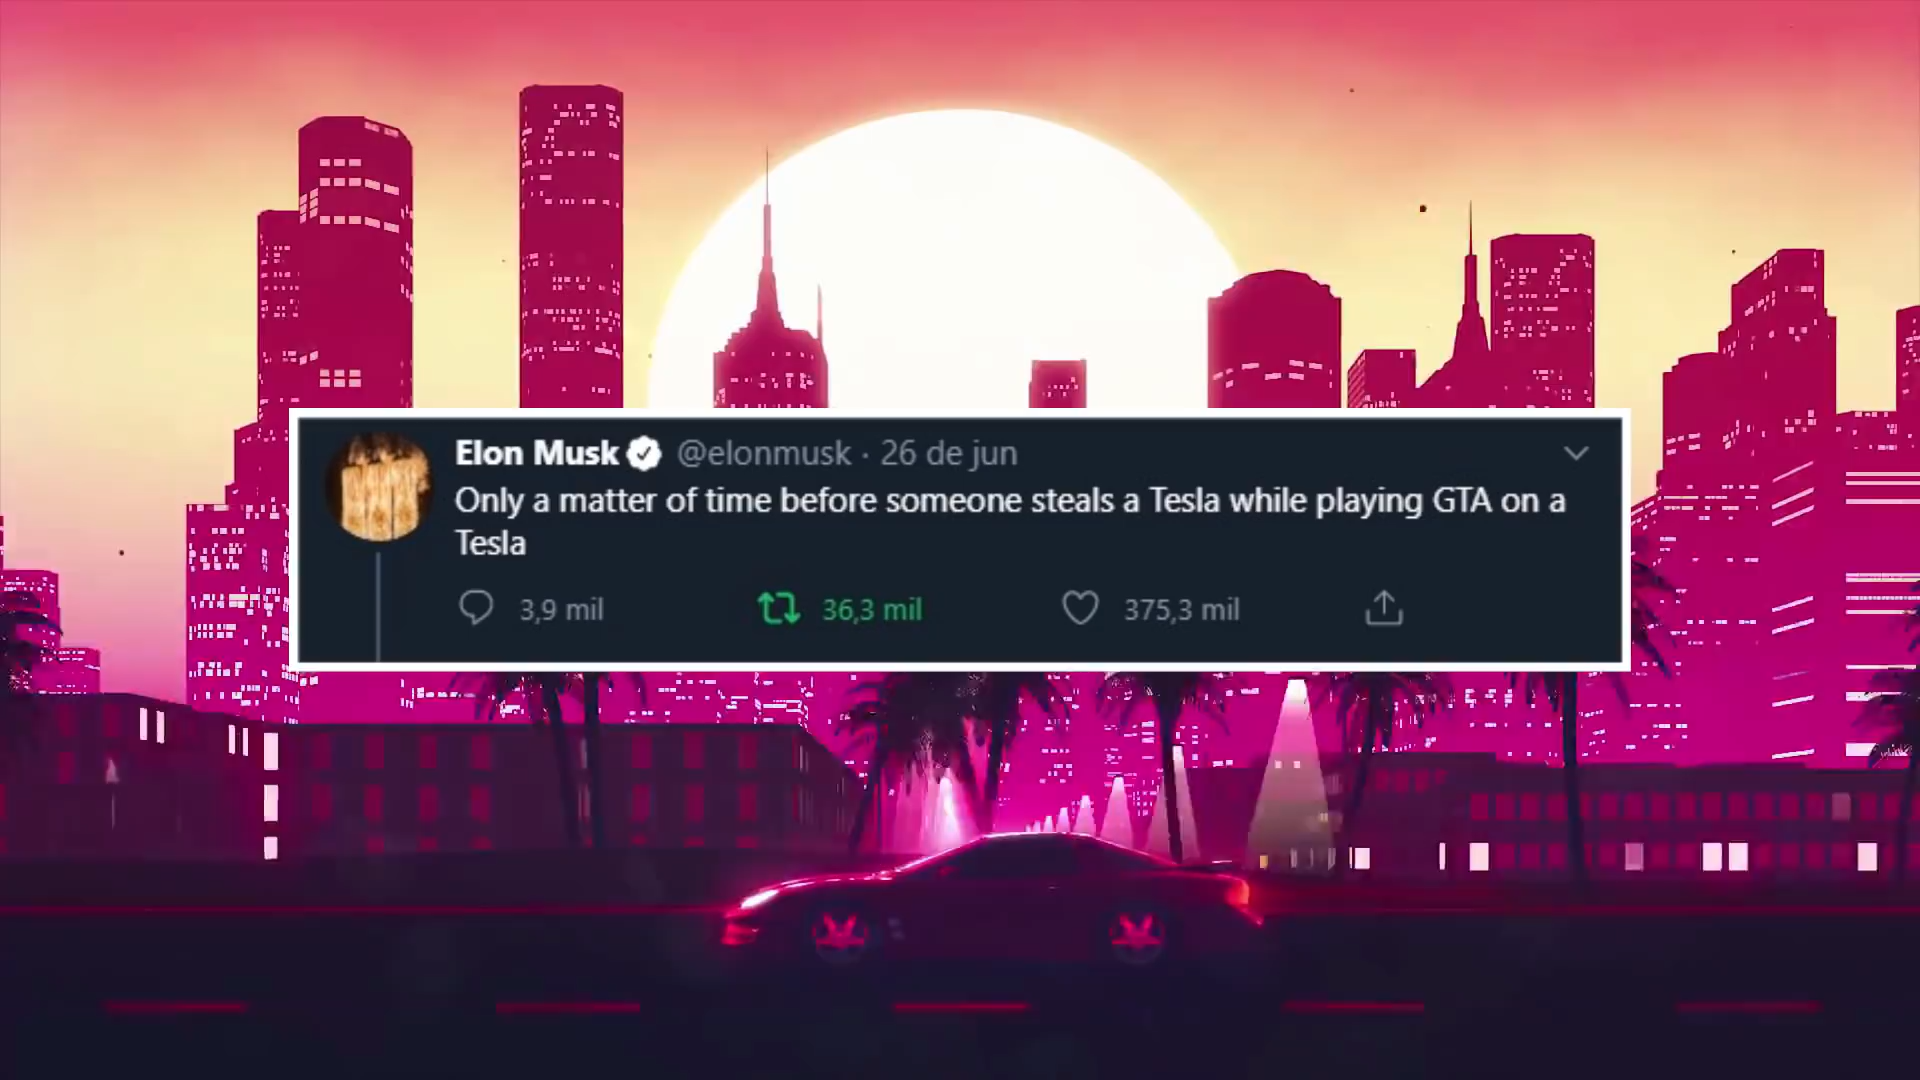 Elon Musk @elonmusk · 26 de jun
Only a matter of time before someone steals a Tesla while playing GTA on a
Tesla
3,9 mil 36,3 mil 375,3 mil